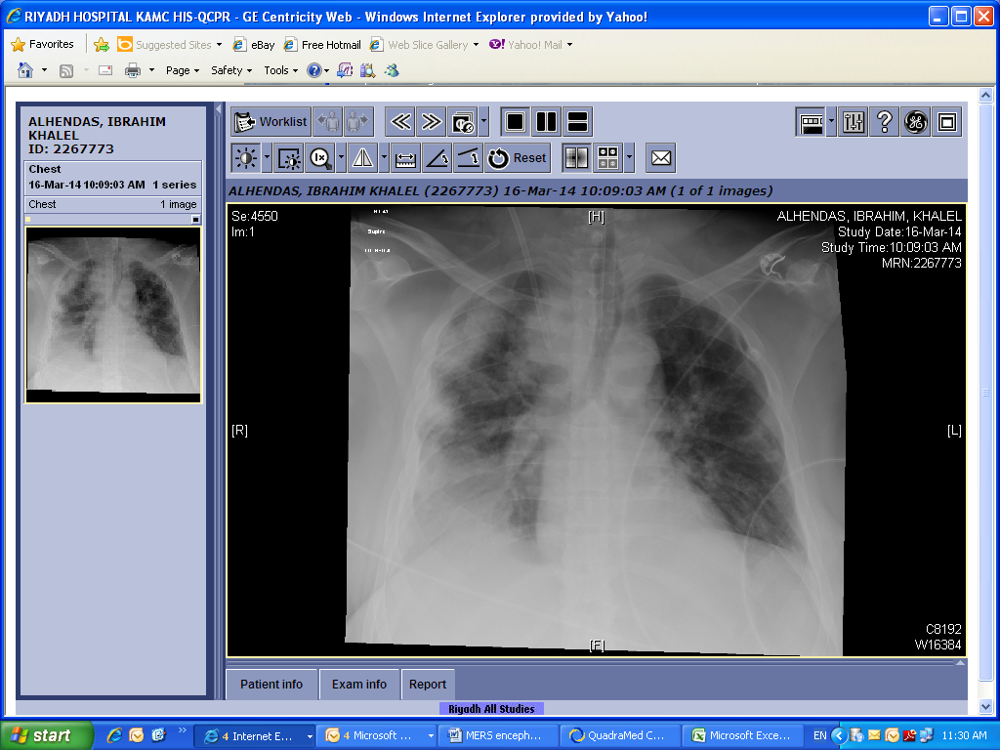 RIYADH HOSPITAL KAMC HIS-QCPR - GE Centricity Web - Windows Internet Explorer provided by Yahoo!
Favorites Suggested Sites eBay Free Hotmail Web Slice Gallery Yahoo! Mail
Page Safety Tools
ALHENDAS, IBRAHIM
KHALEL
ID: 2267773
Chest
16-Mar-14 10:09:03 AM 1 series
Chest 1 image
Worklist
Reset
ALHENDAS, IBRAHIM KHALEL (2267773) 16-Mar-14 10:09:03 AM (1 of 1 images)
Se:4550
Im:1
[H]
ALHENDAS, IBRAHIM, KHALEL
Study Date:16-Mar-14
Study Time:10:09:03 AM
MRN:2267773
Supine
[R]
[L]
[F]
C8192
W16384
Patient info Exam info Report
Riyadh All Studies
start 4 Internet E... 4 Microsoft ... MERS enceph... QuadraMed C... Microsoft Exce... EN 11:30 AM